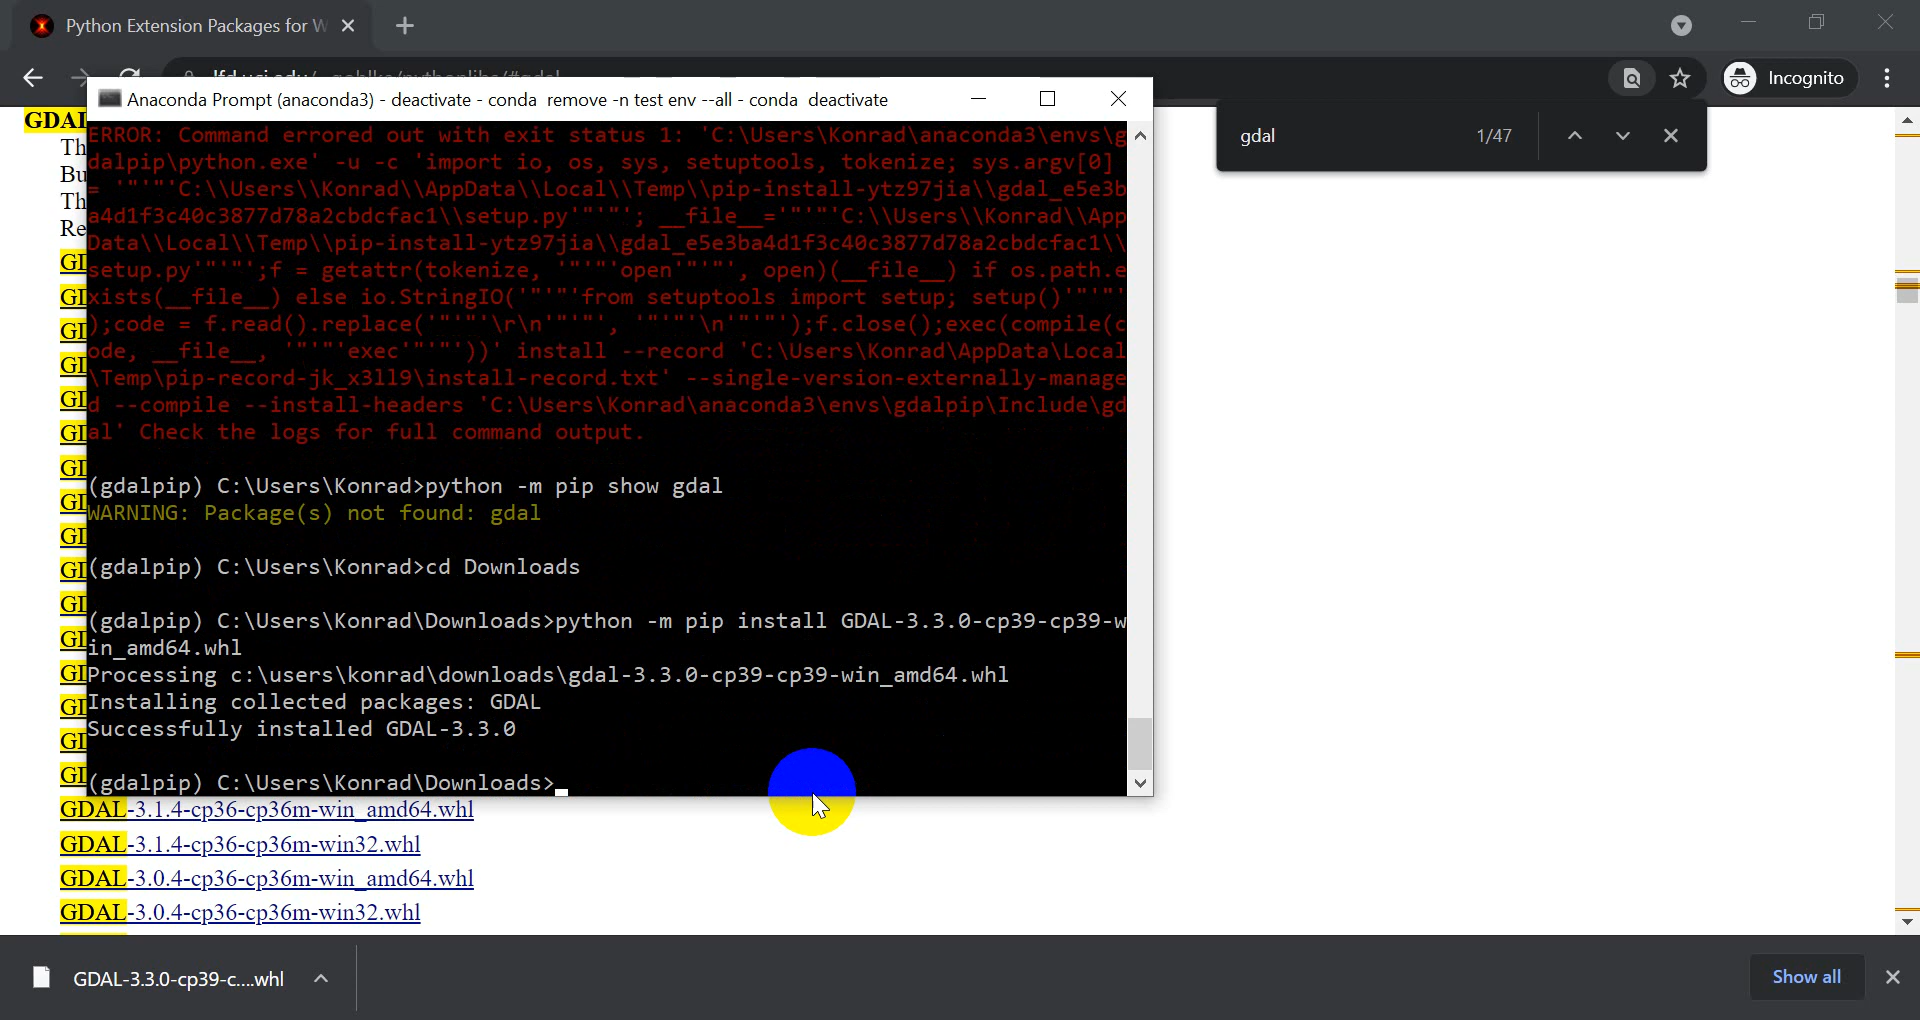 Python Extension Packages for W
Incognito
Anaconda Prompt (anaconda3) - deactivate - conda  remove -n test env --all - conda  deactivate
gdal
1/47
GDAL
Th
Bu
Th
Re
ERROR: Command errored out with exit status 1: 'C:\Users\Konrad\anaconda3\envs\g
dalpip\python.exe' -u -c 'import io, os, sys, setuptools, tokenize; sys.argv[0]
= '"'"'C:\\Users\\Konrad\\AppData\\Local\\Temp\\pip-install-ytz97jia\\gdal_e5e3b
a4d1f3c40c3877d78a2cbdcfac1\\setup.py'"'"'; __file__='"'"'C:\\Users\\Konrad\\App
Data\\Local\\Temp\\pip-install-ytz97jia\\gdal_e5e3ba4d1f3c40c3877d78a2cbdcfac1\\
setup.py'"'"';f = getattr(tokenize, '"'"'open'"'"', open)(__file__) if os.path.e
xists(__file__) else io.StringIO('"'"'from setuptools import setup; setup()'"'"'
);code = f.read().replace('"'"'\r\n'"'"', '"'"'\n'"'"');f.close();exec(compile(c
ode, __file__, '"'"'exec'"'"'))' install --record 'C:\Users\Konrad\AppData\Local
\Temp\pip-record-jk_x3ll9\install-record.txt' --single-version-externally-manage
d --compile --install-headers 'C:\Users\Konrad\anaconda3\envs\gdalpip\Include\gd
al' Check the logs for full command output.
(gdalpip) C:\Users\Konrad>python -m pip show gdal
WARNING: Package(s) not found: gdal
(gdalpip) C:\Users\Konrad>cd Downloads
(gdalpip) C:\Users\Konrad\Downloads>python -m pip install GDAL-3.3.0-cp39-cp39-w
in_amd64.whl
Processing c:\users\konrad\downloads\gdal-3.3.0-cp39-cp39-win_amd64.whl
Installing collected packages: GDAL
Successfully installed GDAL-3.3.0
(gdalpip) C:\Users\Konrad\Downloads>
GDAL-3.1.4-cp36-cp36m-win_amd64.whl
GDAL-3.1.4-cp36-cp36m-win32.whl
GDAL-3.0.4-cp36-cp36m-win_amd64.whl
GDAL-3.0.4-cp36-cp36m-win32.whl
GDAL-3.3.0-cp39-c....whl
Show all